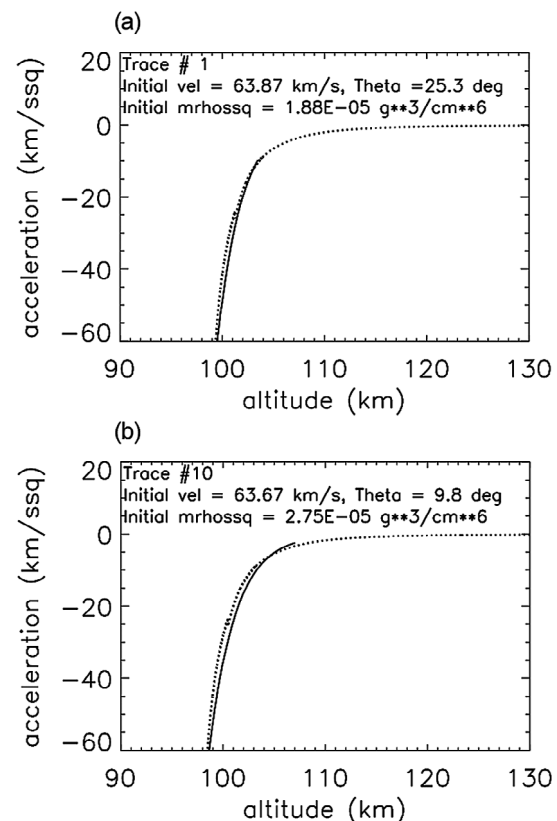 (a)
20
Trace # 1
Initial vel = 63.87 km/s, Theta =25.3 deg
Initial mrhossq = 1.88E-05 g**3/cm**6
0
-20
-40
-60
acceleration (km/ssq)
90 100 110 120 130
altitude (km)
(b)
20
Trace #10
Initial vel = 63.67 km/s, Theta = 9.8 deg
Initial mrhossq = 2.75E-05 g**3/cm**6
0
-20
-40
-60
acceleration (km/ssq)
90 100 110 120 130
altitude (km)